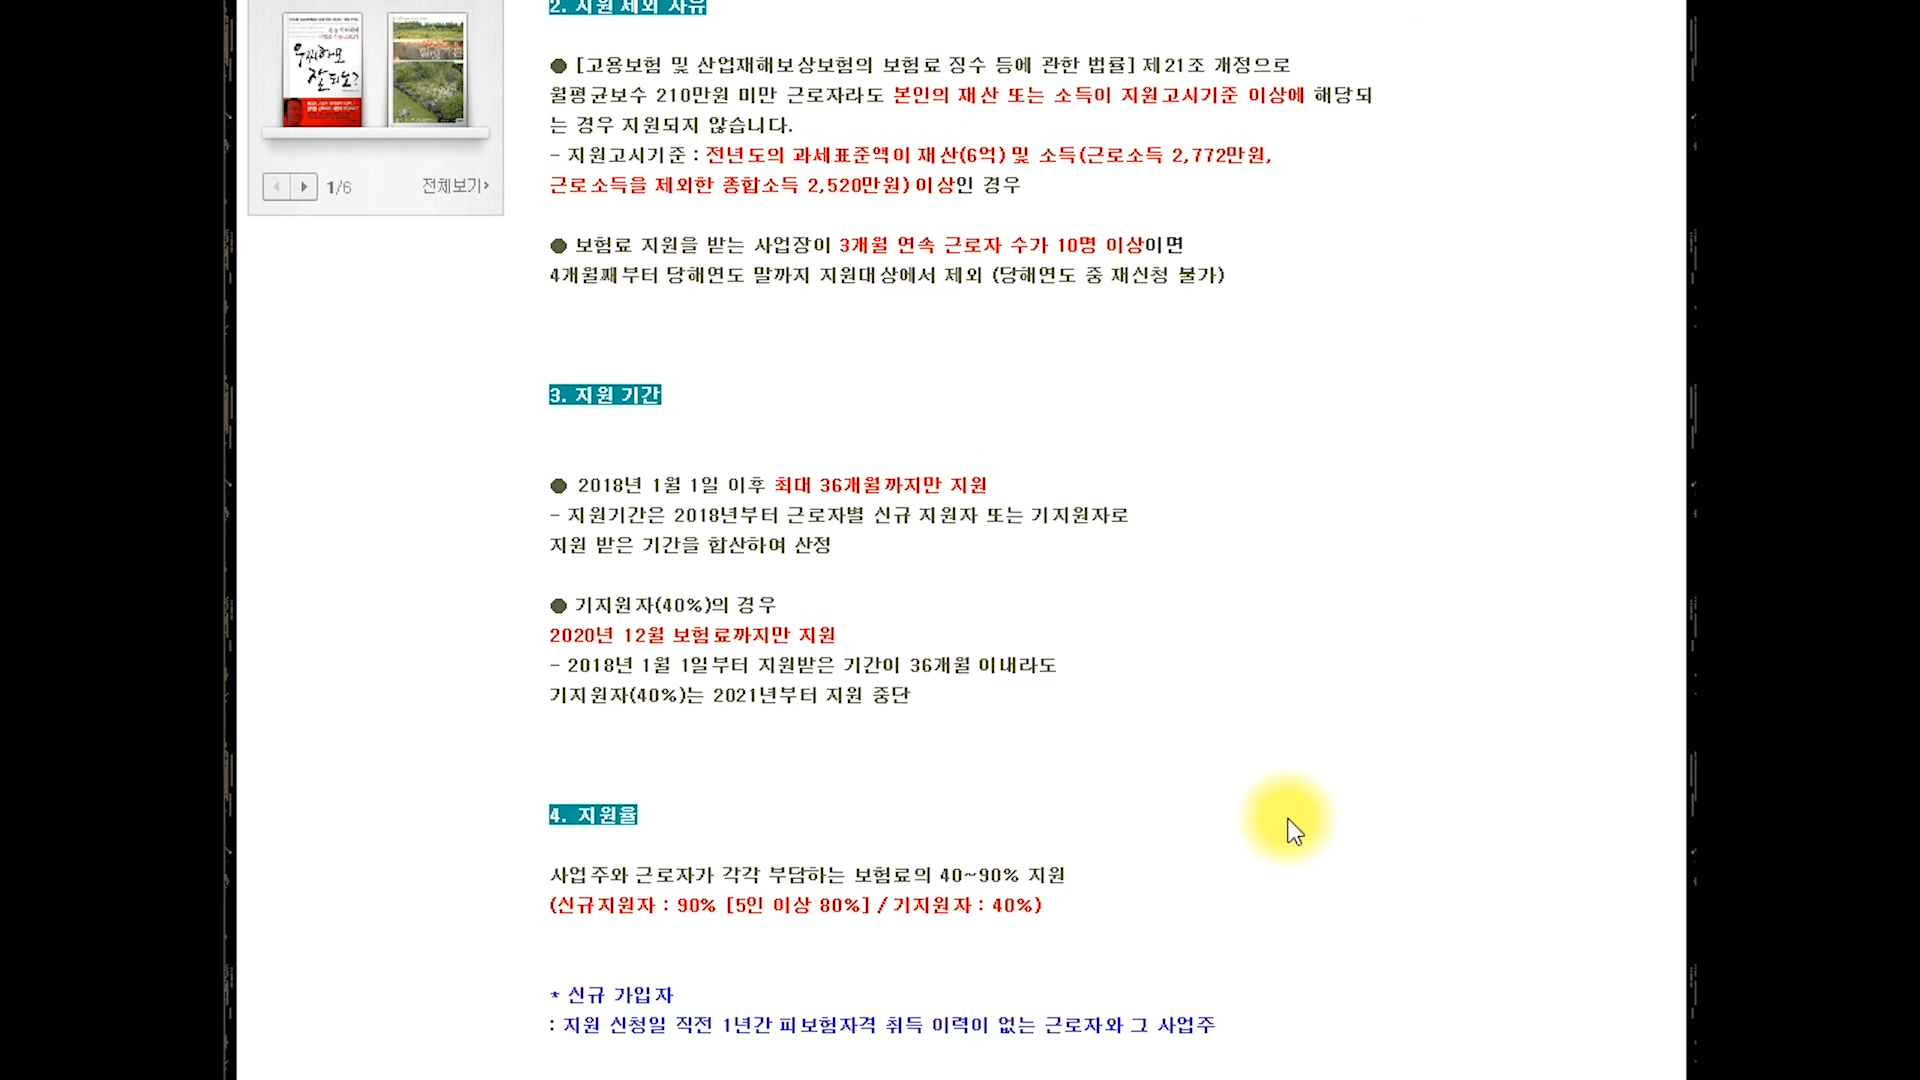 우째하모
잘 되노?
1/6
전체보기
2. 지원 제외 사유
● [고용보험 및 산업재해보상보험의 보험료 징수 등에 관한 법률] 제21조 개정으로
월평균보수 210만원 미만 근로자라도 본인의 재산 또는 소득이 지원고시기준 이상에 해당되
는 경우 지원되지 않습니다.
- 지원고시기준 : 전년도의 과세표준액이 재산(6억) 및 소득(근로소득 2,772만원,
근로소득을 제외한 종합소득 2,520만원) 이상인 경우
● 보험료 지원을 받는 사업장이 3개월 연속 근로자 수가 10명 이상이면
4개월째부터 당해연도 말까지 지원대상에서 제외 (당해연도 중 재신청 불가)
3. 지원 기간
● 2018년 1월 1일 이후 최대 36개월까지만 지원
- 지원기간은 2018년부터 근로자별 신규 지원자 또는 기지원자로
지원 받은 기간을 합산하여 산정
● 기지원자(40%)의 경우
2020년 12월 보험료까지만 지원
- 2018년 1월 1일부터 지원받은 기간이 36개월 이내라도
기지원자(40%)는 2021년부터 지원 중단
4. 지원율
사업주와 근로자가 각각 부담하는 보험료의 40~90% 지원
(신규지원자 : 90% [5인 이상 80%] / 기지원자 : 40%)
* 신규 가입자
: 지원 신청일 직전 1년간 피보험자격 취득 이력이 없는 근로자와 그 사업주